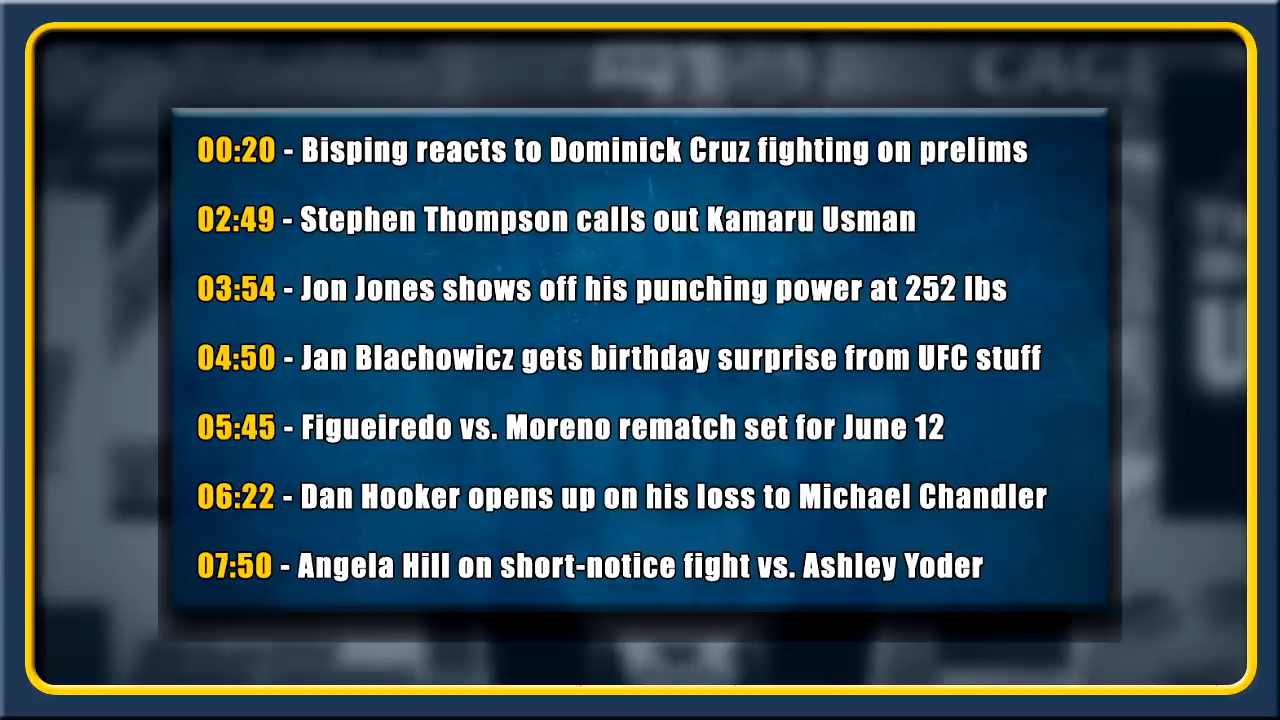 00:20 - Bisping reacts to Dominick Cruz fighting on prelims
02:49 - Stephen Thompson calls out Kamaru Usman
03:54 - Jon Jones shows off his punching power at 252 lbs
04:50 - Jan Blachowicz gets birthday surprise from UFC stuff
05:45 - Figueiredo vs. Moreno rematch set for June 12
06:22 - Dan Hooker opens up on his loss to Michael Chandler
07:50 - Angela Hill on short-notice fight vs. Ashley Yoder